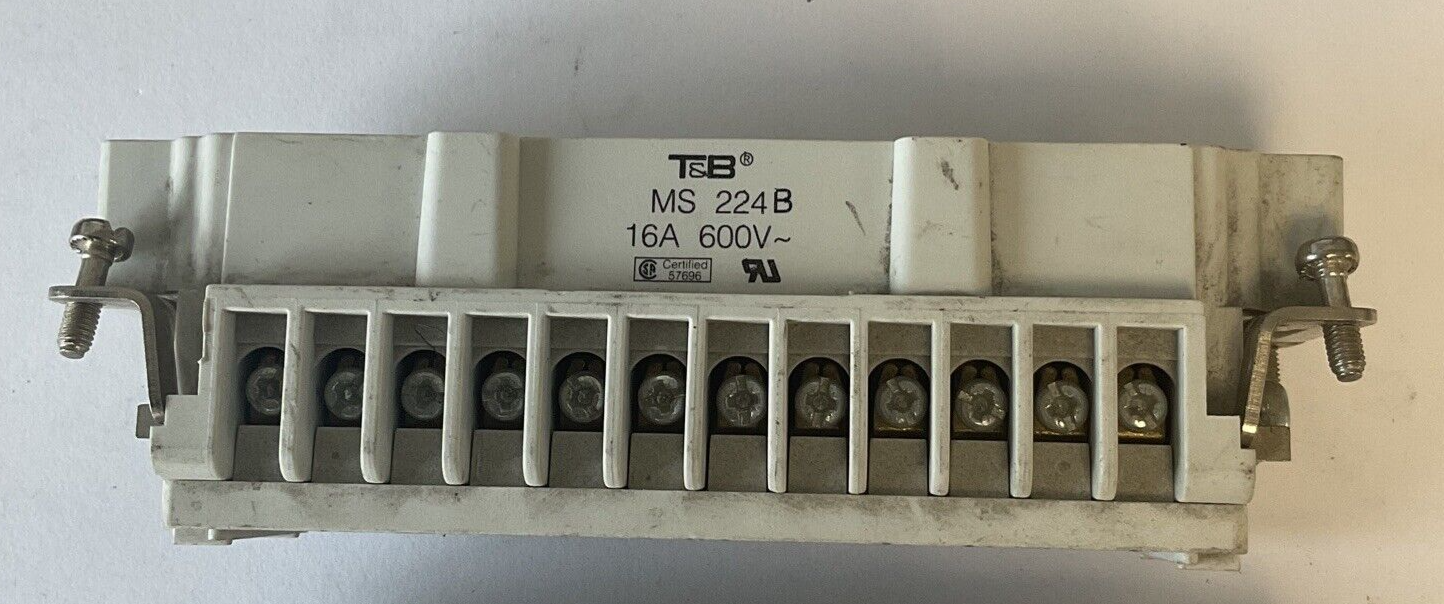 T&B®
MS 224B
16A 600V~
Certified
57696